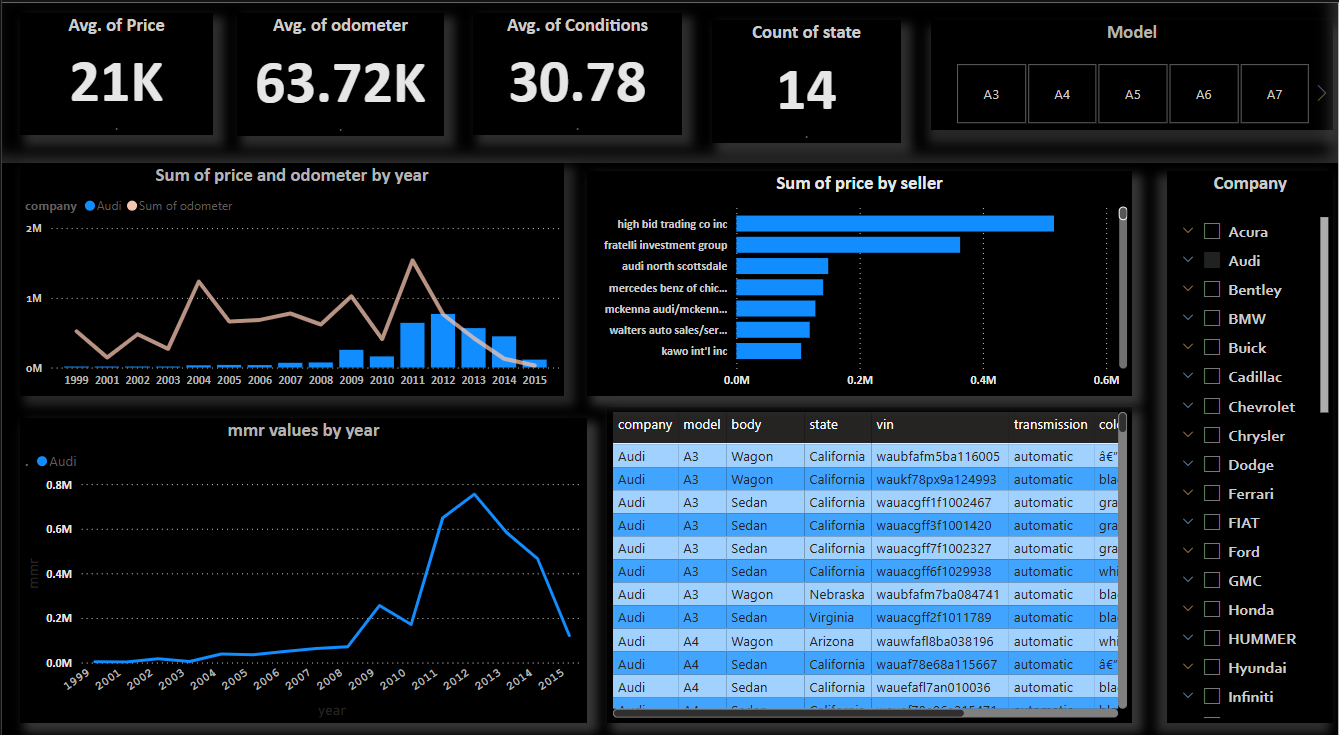 Avg. of Price
21K
.
Avg. of odometer
63.72K
.
Avg. of Conditions
30.78
.
Count of state
14
.
Model
A3 A4 A5 A6 A7
Sum of price and odometer by year
company Audi Sum of odometer
2M
1M
0M
1999 2001 2002 2003 2004 2005 2006 2007 2008 2009 2010 2011 2012 2013 2014 2015
Sum of price by seller
high bid trading co inc
fratelli investment group
audi north scottsdale
mercedes benz of chic...
mckenna audi/mckenn...
walters auto sales/ser...
kawo int'l inc
0.0M 0.2M 0.4M 0.6M
mmr values by year
. Audi
0.8M
0.6M
0.4M
0.2M
0.0M
mmr
1999 2001 2002 2003 2004 2005 2006 2007 2008 2009 2010 2011 2012 2013 2014 2015
year
company model body state vin transmission col
Audi A3 Wagon California waubfafm5ba116005 automatic â€"
Audi A3 Wagon California waukf78px9a124993 automatic bla
Audi A3 Sedan California wauacgff1f1002467 automatic gra
Audi A3 Sedan California wauacgff3f1001420 automatic gra
Audi A3 Sedan California wauacgff7f1002327 automatic gra
Audi A3 Sedan California wauacgff6f1029938 automatic whi
Audi A3 Wagon Nebraska waubfafm7ba084741 automatic bla
Audi A3 Sedan Virginia wauacgff2f1011789 automatic bla
Audi A4 Wagon Arizona wauwfafl8ba038196 automatic whi
Audi A4 Sedan California wauaf78e68a115667 automatic â€"
Audi A4 Sedan California wauefafl7an010036 automatic bla
Company
Acura
Audi
Bentley
BMW
Buick
Cadillac
Chevrolet
Chrysler
Dodge
Ferrari
FIAT
Ford
GMC
Honda
HUMMER
Hyundai
Infiniti